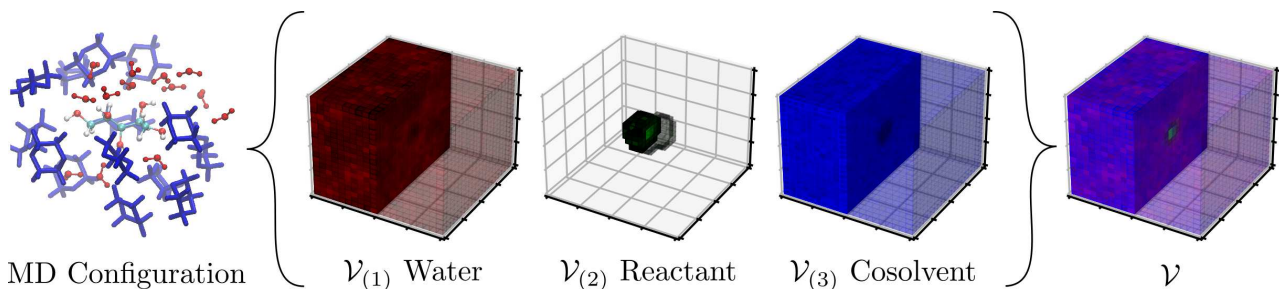 MD Configuration
𝒱₍₁₎ Water
𝒱₍₂₎ Reactant
𝒱₍₃₎ Cosolvent
𝒱